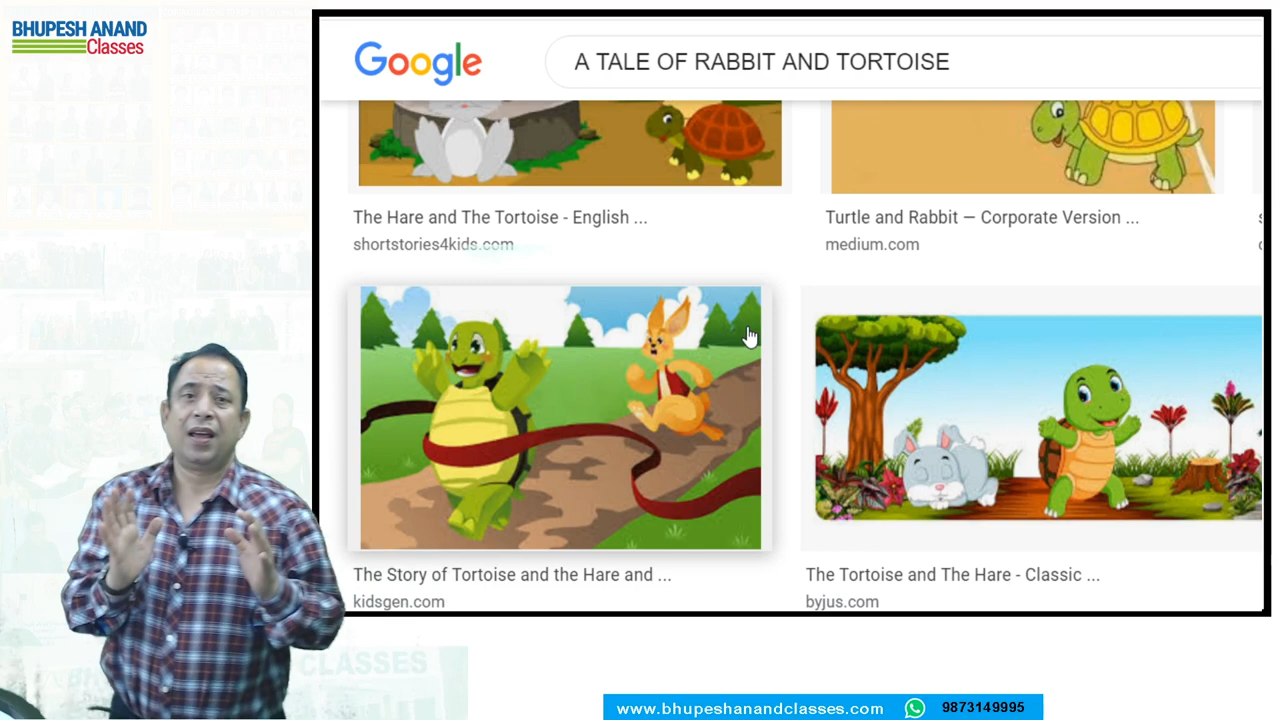 BHUPESH ANAND
Classes
Google
A TALE OF RABBIT AND TORTOISE
The Hare and The Tortoise - English ...
shortstories4kids.com
Turtle and Rabbit — Corporate Version ...
medium.com
The Story of Tortoise and the Hare and ...
kidsgen.com
The Tortoise and The Hare - Classic ...
byjus.com
CLASSES
www.bhupeshanandclasses.com
9873149995